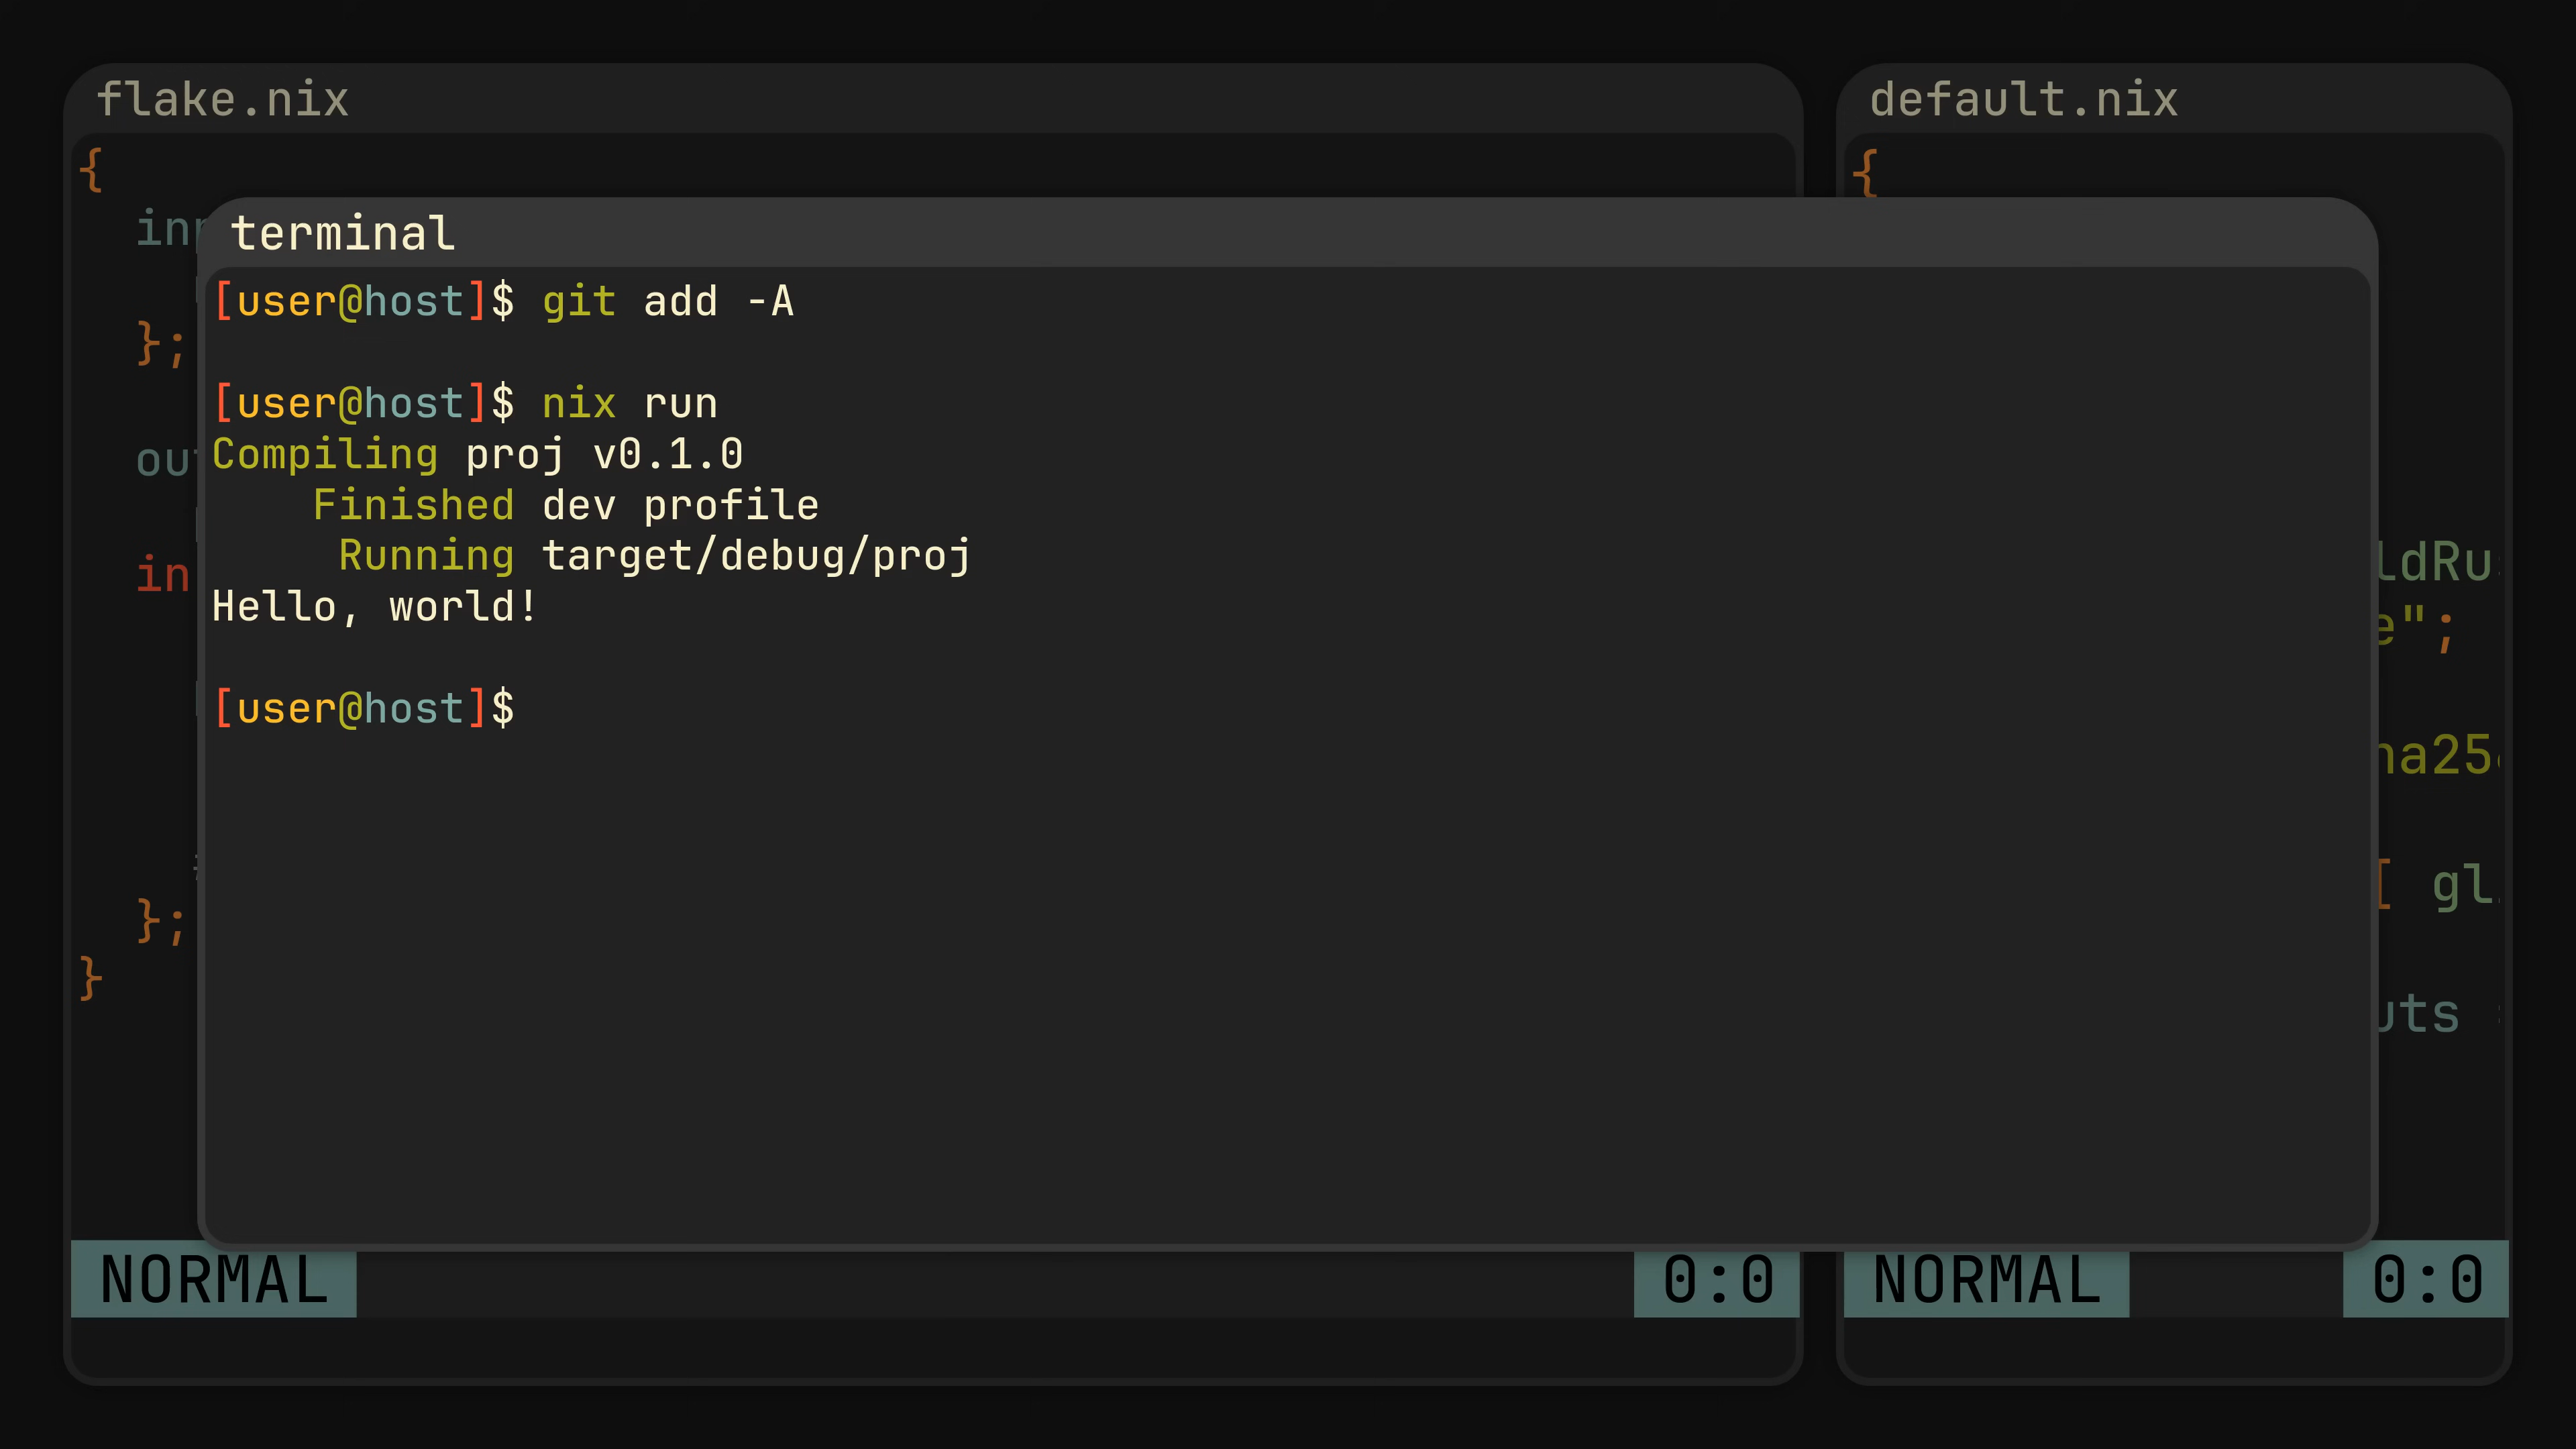 flake.nix
{
};
in
};
}
NORMAL 0:0
default.nix
{
e";
[
NORMAL 0:0
terminal
[user@host]$ git add -A
[user@host]$ nix run
Compiling proj v0.1.0
Finished dev profile
Running target/debug/proj
Hello, world!
[user@host]$